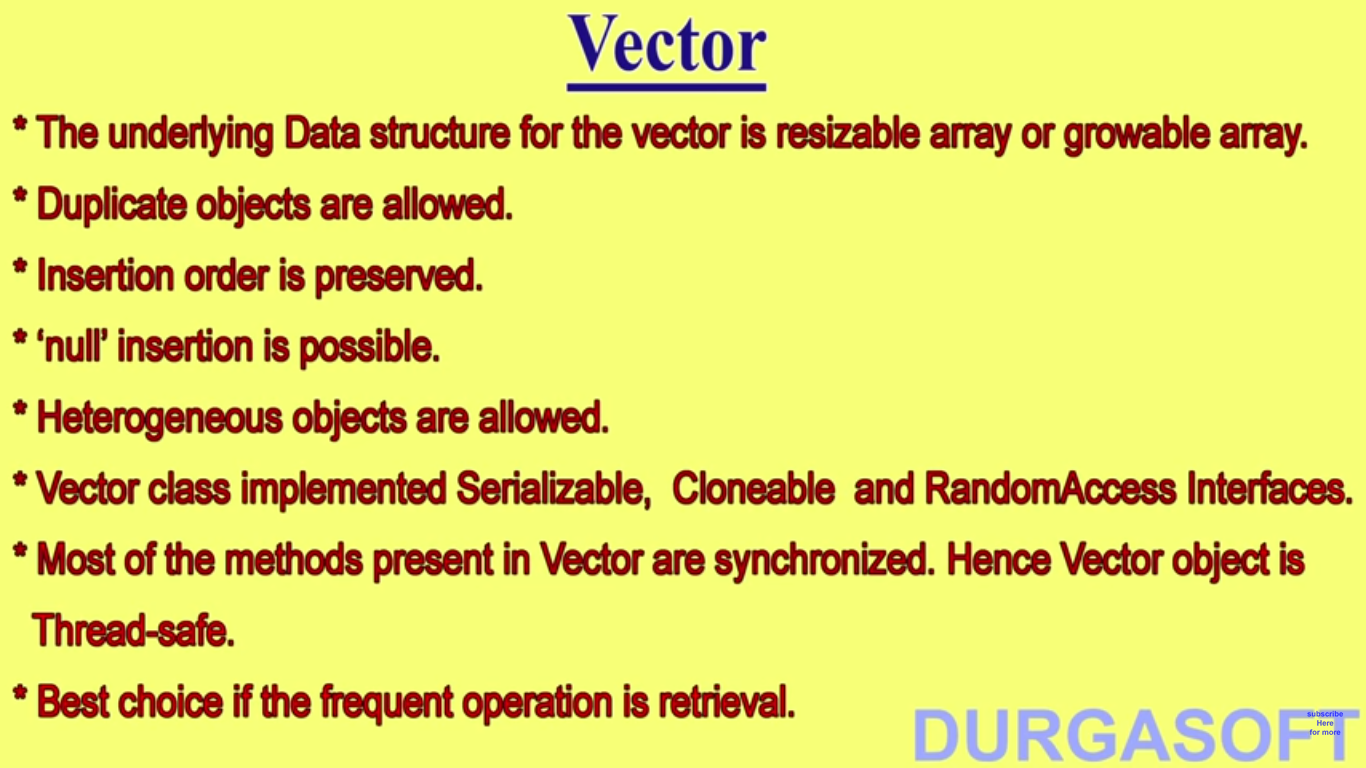 Vector
* The underlying Data structure for the vector is resizable array or growable array.
* Duplicate objects are allowed.
* Insertion order is preserved.
* ‘null’ insertion is possible.
* Heterogeneous objects are allowed.
* Vector class implemented Serializable,  Cloneable  and RandomAccess Interfaces.
* Most of the methods present in Vector are synchronized. Hence Vector object is
Thread-safe.
* Best choice if the frequent operation is retrieval.
DURGASOFT
subscribe
Here
for more